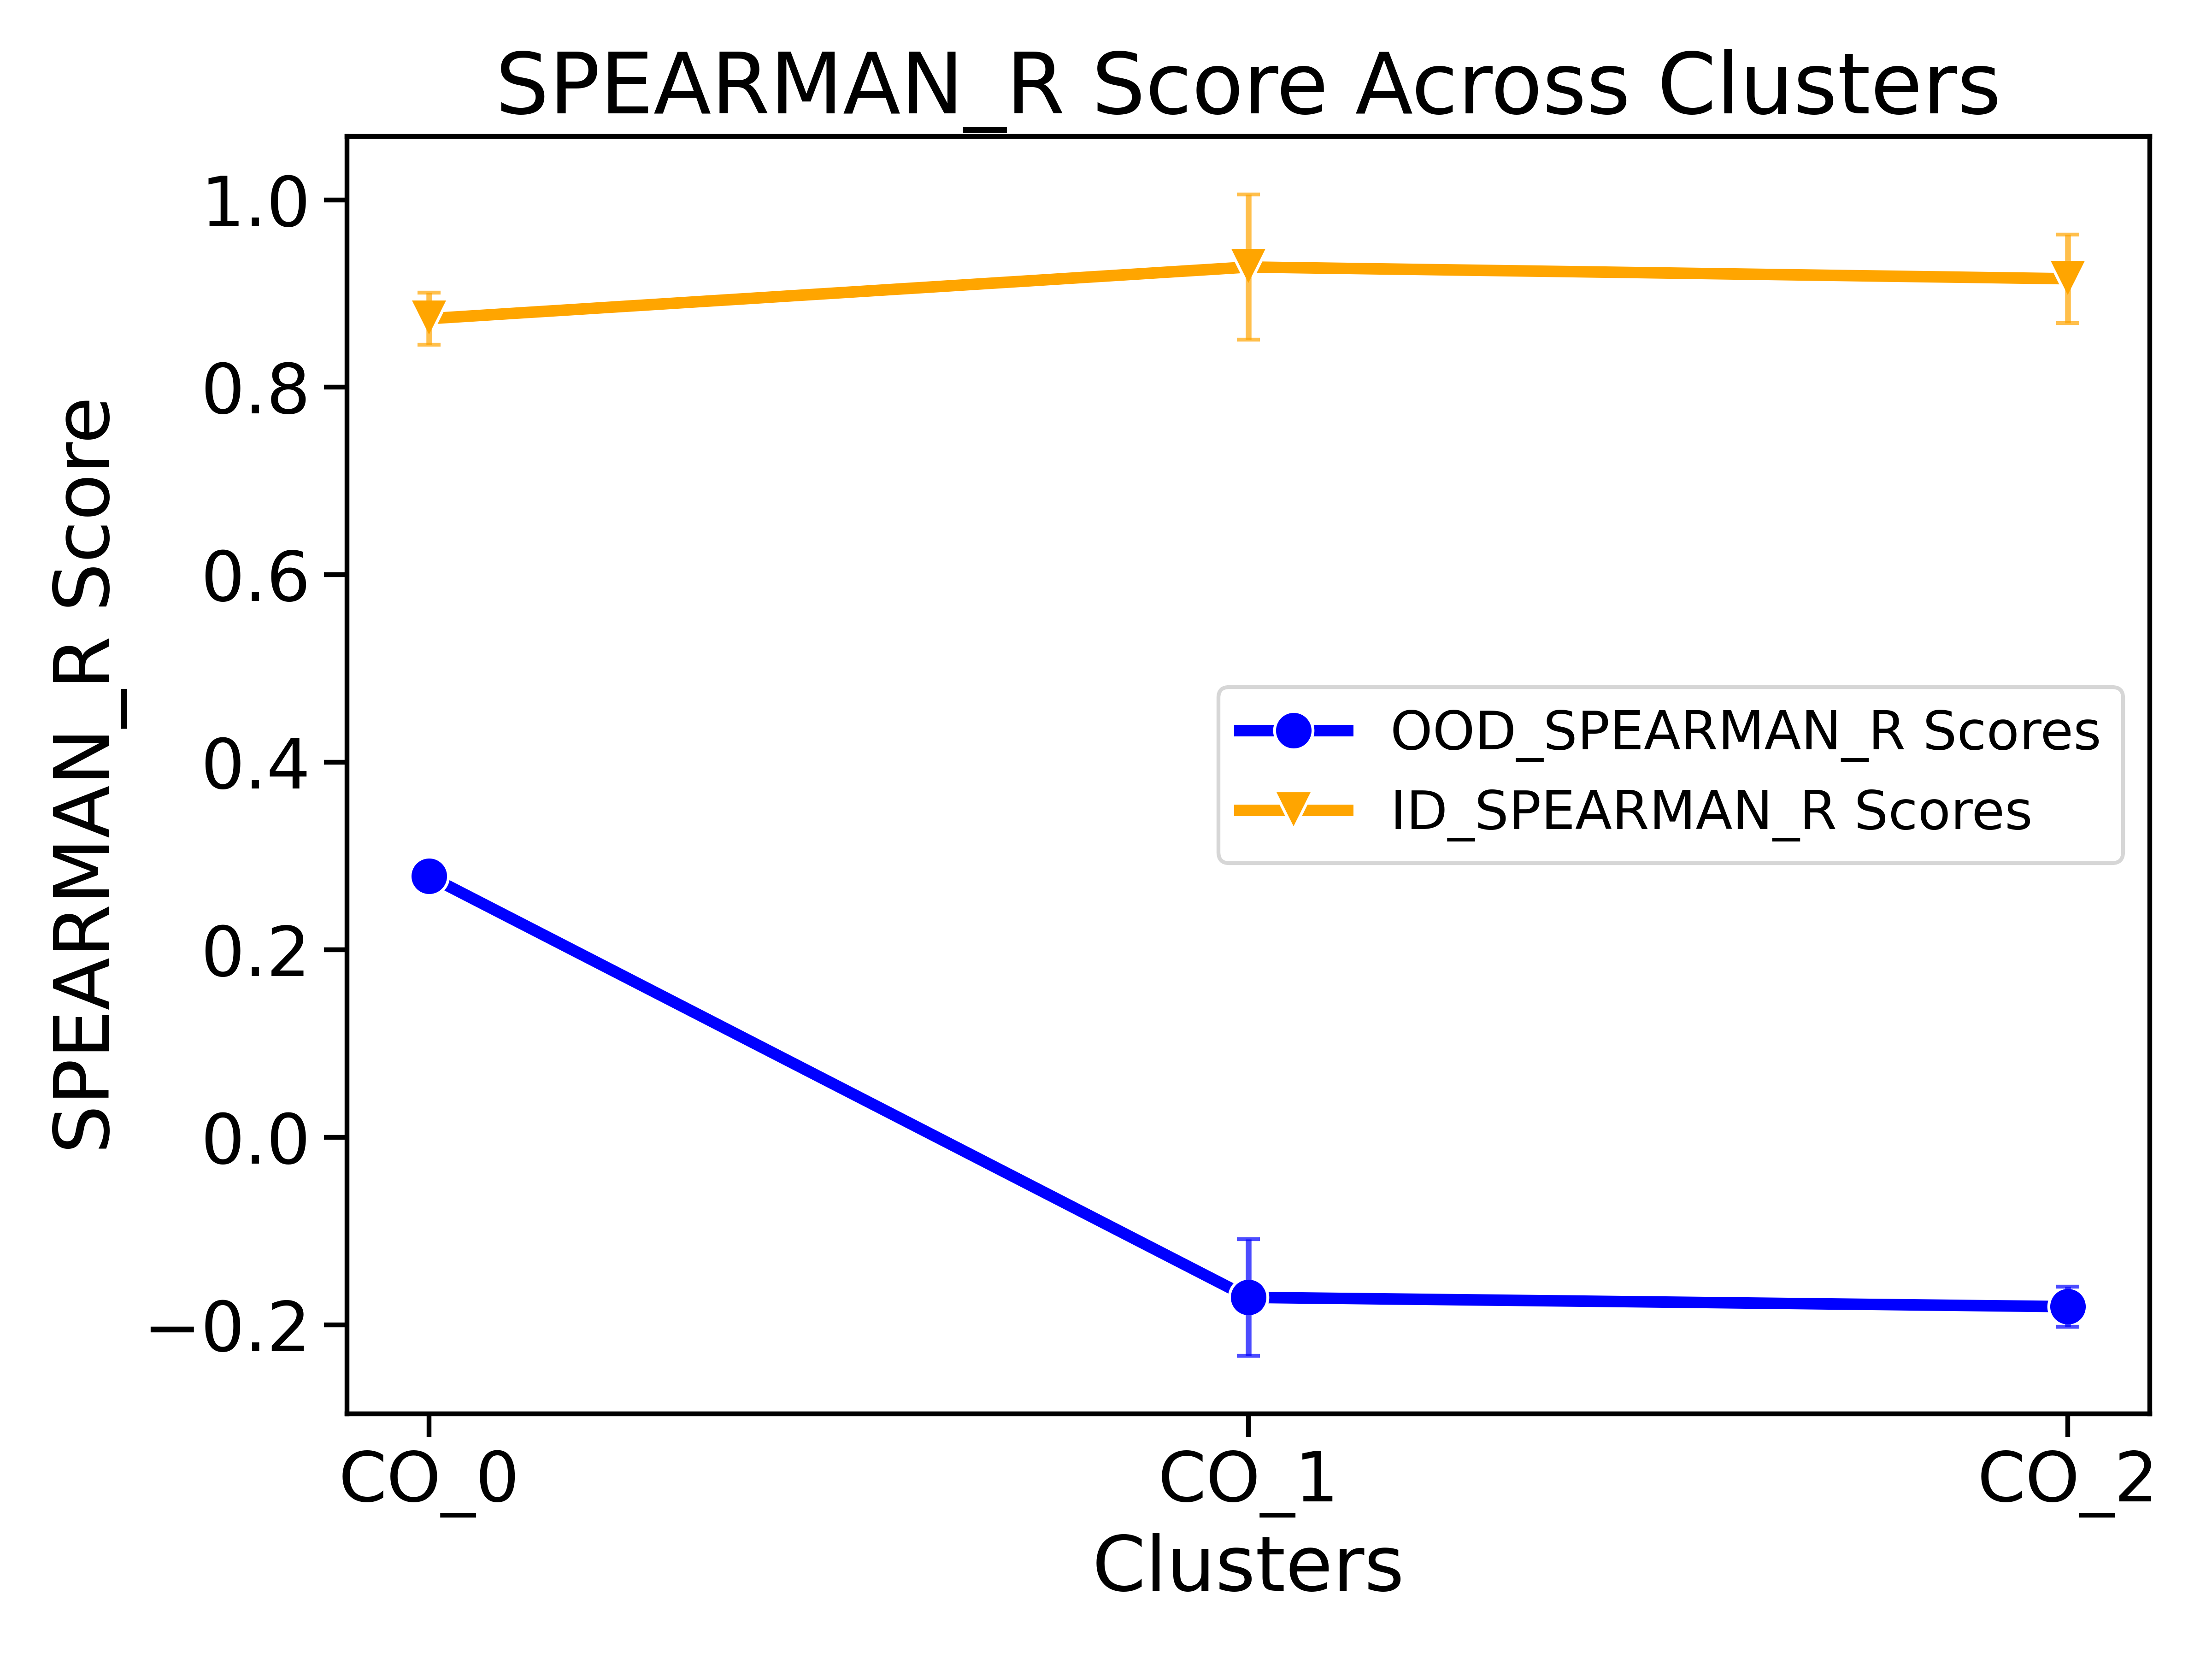 SPEARMAN_R Score Across Clusters
SPEARMAN_R Score
1.0
0.8
0.6
0.4
0.2
0.0
−0.2
OOD_SPEARMAN_R Scores
ID_SPEARMAN_R Scores
CO_0 CO_1 CO_2
Clusters